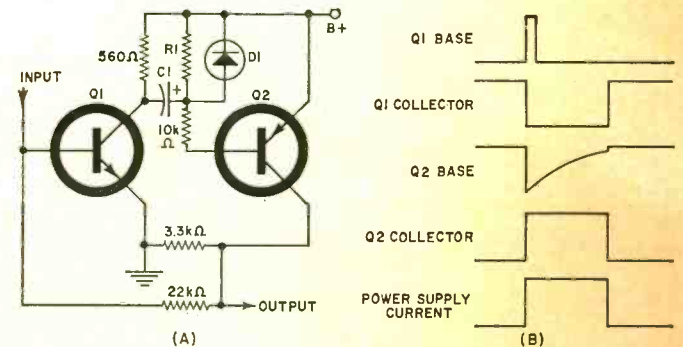 B+
560Ω
R1
D1
Q1 BASE
INPUT
C1
+
Q1
Q2
Q1 COLLECTOR
10k
Ω
Q2 BASE
3.3kΩ
Q2 COLLECTOR
22kΩ
OUTPUT
POWER SUPPLY
CURRENT
(A)
(B)